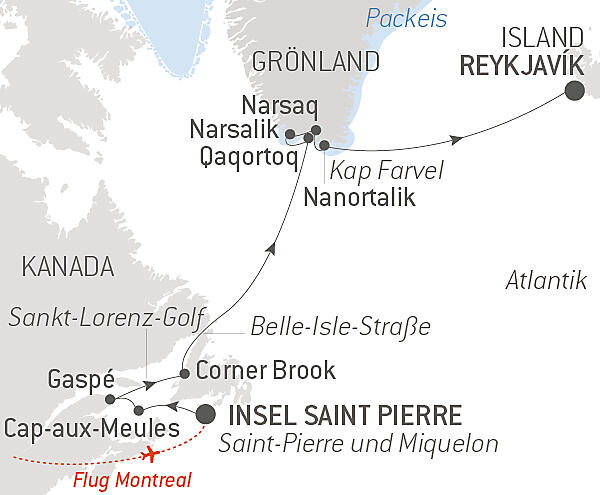 Packeis
ISLAND
REYKJAVÍK
GRÖNLAND
Narsaq
Narsalik
Qaqortoq
Kap Farvel
Nanortalik
KANADA
Atlantik
Sankt-Lorenz-Golf
Belle-Isle-Straße
Gaspé
Corner Brook
Cap-aux-Meules
INSEL SAINT PIERRE
Saint-Pierre und Miquelon
Flug Montreal